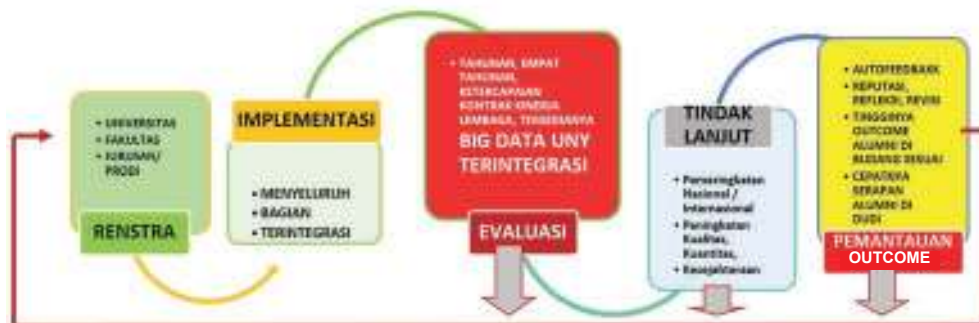 • UNIVERSITAS
• FAKULTAS
• JURUSAN/
PRODI
RENSTRA
IMPLEMENTASI
• MENYELURUH
• BAGIAN
• TERINTEGRASI
• TAHUNAN, EMPAT
TAHUNAN,
KETERCAPAIAN
KONTRAK KINERJA
LEMBAGA, TERSEDIANYA
BIG DATA UNY
TERINTEGRASI
EVALUASI
TINDAK
LANJUT
• Pemeringkatan
Nasional /
Internasional
• Peningkatan
Kualitas,
Kuantitas,
• Kesejahteraan
• AUTOFEEDBACK
• REPUTASI,
REFLEKSI, REVISI
• TINGGINYA
OUTCOME
ALUMNI DI
BIDANG SESUAI
• CEPATNYA
SERAPAN
ALUMNI DI
DUDI
PEMANTAUAN
OUTCOME